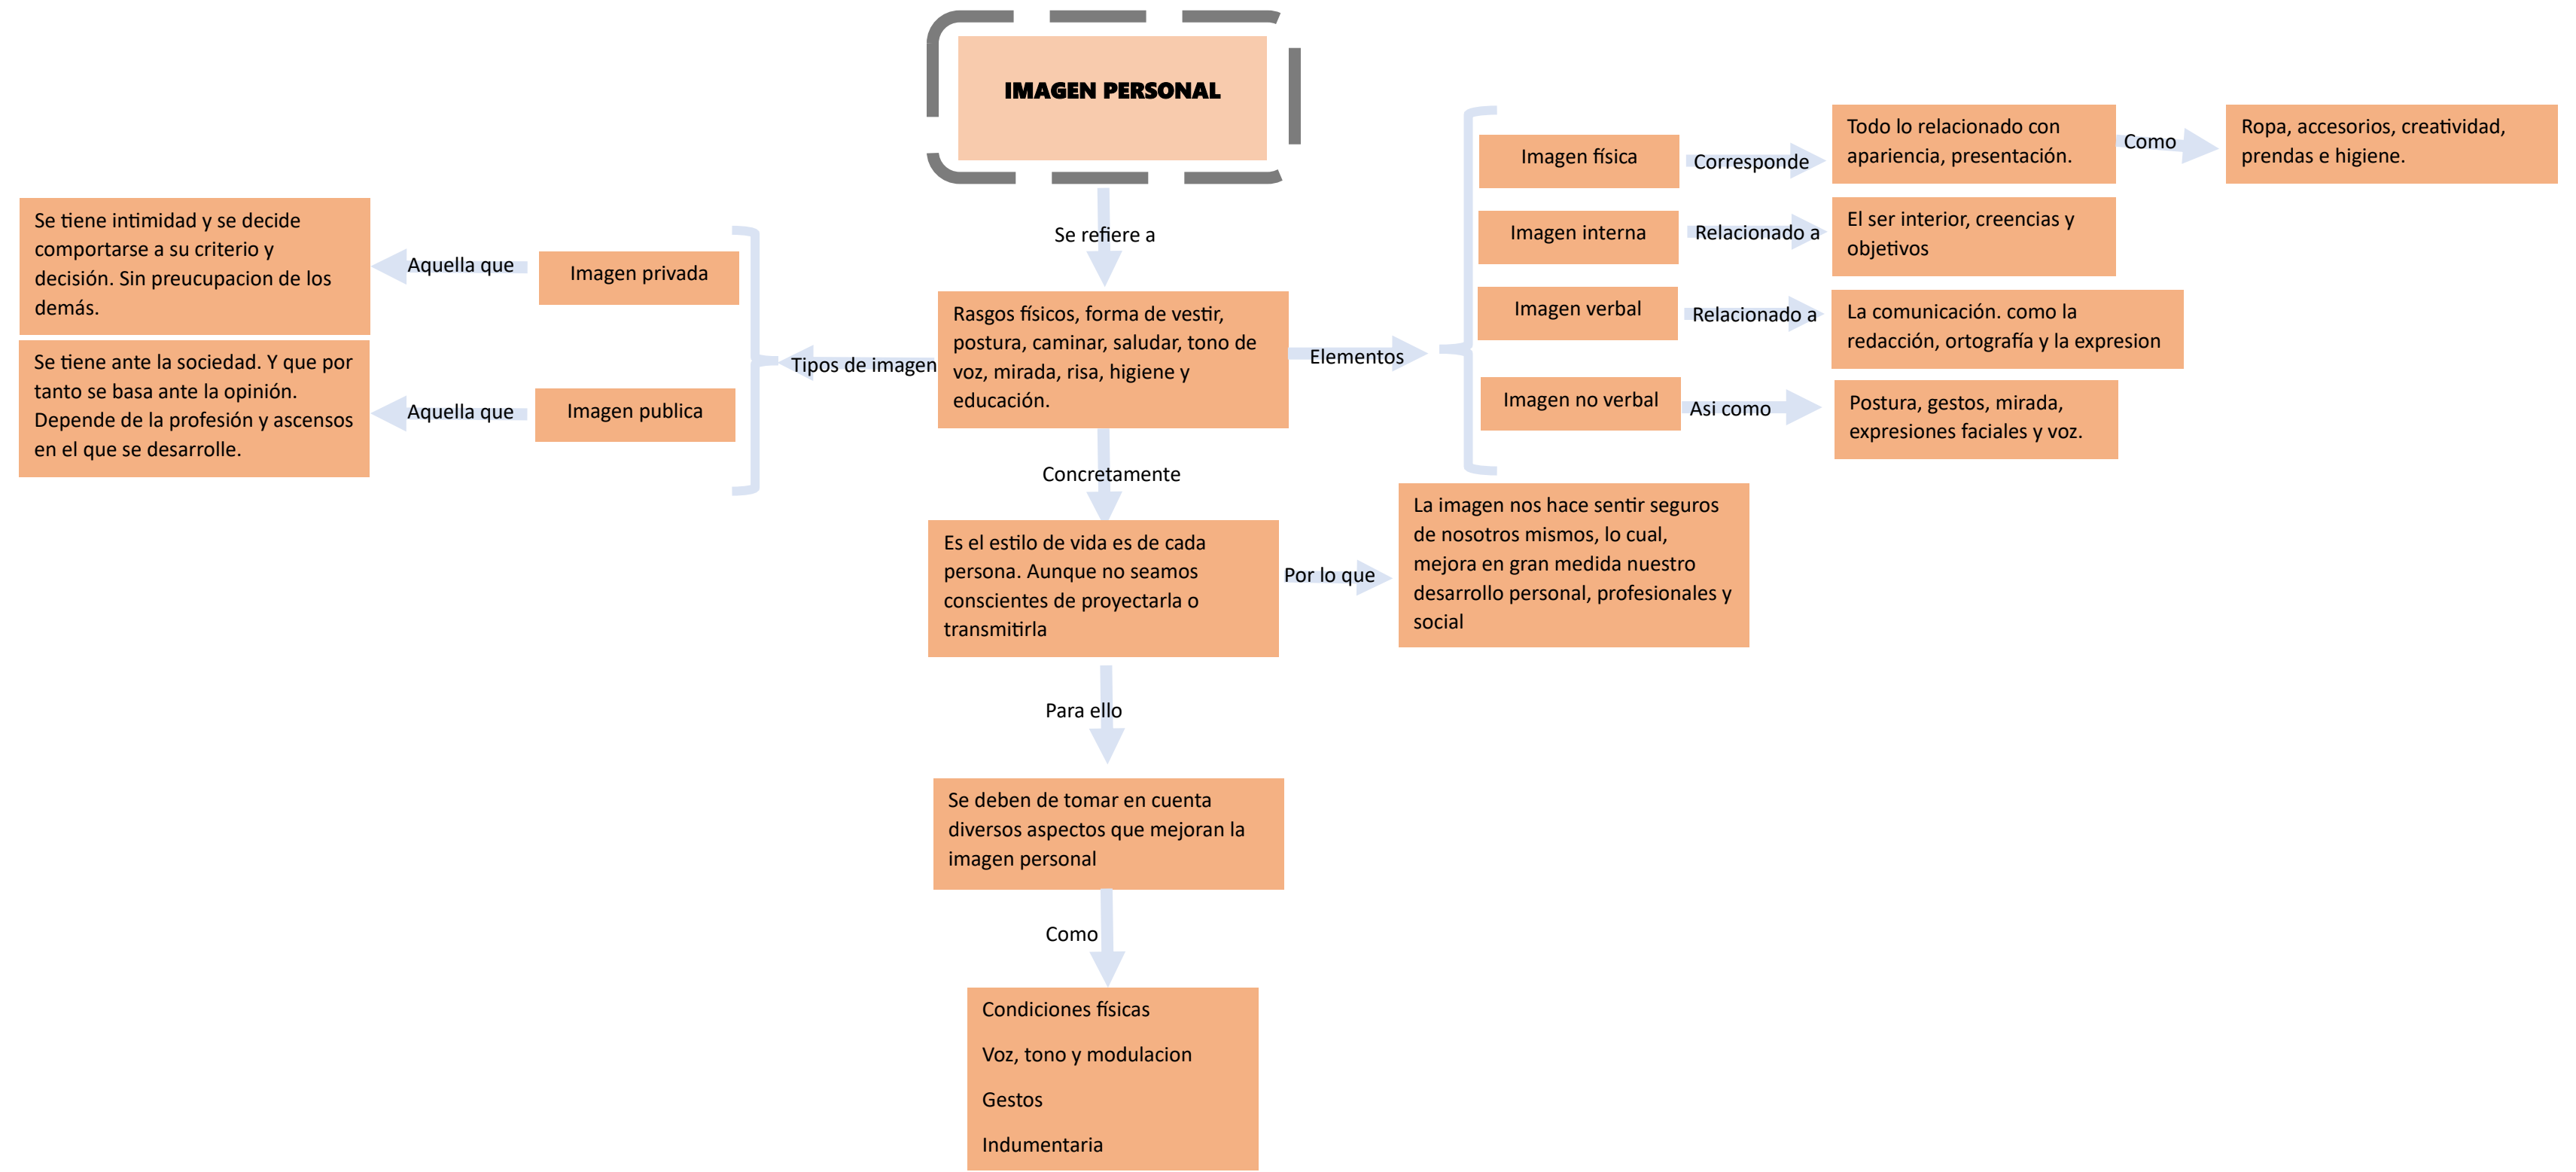 IMAGEN PERSONAL
Se refiere a
Rasgos físicos, forma de vestir,
postura, caminar, saludar, tono de
voz, mirada, risa, higiene y
educación.
Tipos de imagen
Imagen privada
Aquella que
Se tiene intimidad y se decide
comportarse a su criterio y
decisión. Sin preucupacion de los
demás.
Imagen publica
Aquella que
Se tiene ante la sociedad. Y que por
tanto se basa ante la opinión.
Depende de la profesión y ascensos
en el que se desarrolle.
Elementos
Imagen física
Corresponde
Todo lo relacionado con
apariencia, presentación.
Como
Ropa, accesorios, creatividad,
prendas e higiene.
Imagen interna
Relacionado a
El ser interior, creencias y
objetivos
Imagen verbal
Relacionado a
La comunicación. como la
redacción, ortografía y la expresion
Imagen no verbal
Asi como
Postura, gestos, mirada,
expresiones faciales y voz.
Concretamente
Es el estilo de vida es de cada
persona. Aunque no seamos
conscientes de proyectarla o
transmitirla
Por lo que
La imagen nos hace sentir seguros
de nosotros mismos, lo cual,
mejora en gran medida nuestro
desarrollo personal, profesionales y
social
Para ello
Se deben de tomar en cuenta
diversos aspectos que mejoran la
imagen personal
Como
Condiciones físicas
Voz, tono y modulacion
Gestos
Indumentaria